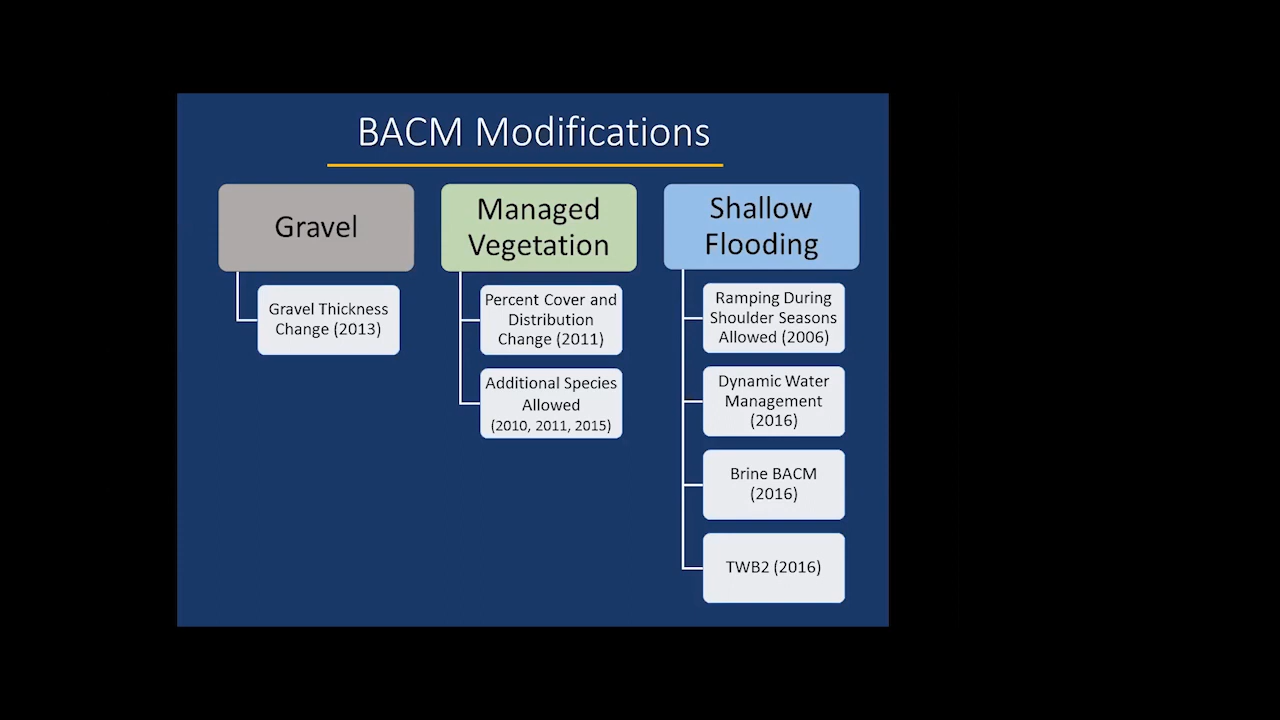 BACM Modifications
Gravel
Gravel Thickness
Change (2013)
Managed
Vegetation
Percent Cover and
Distribution
Change (2011)
Additional Species
Allowed
(2010, 2011, 2015)
Shallow
Flooding
Ramping During
Shoulder Seasons
Allowed (2006)
Dynamic Water
Management
(2016)
Brine BACM
(2016)
TWB2 (2016)